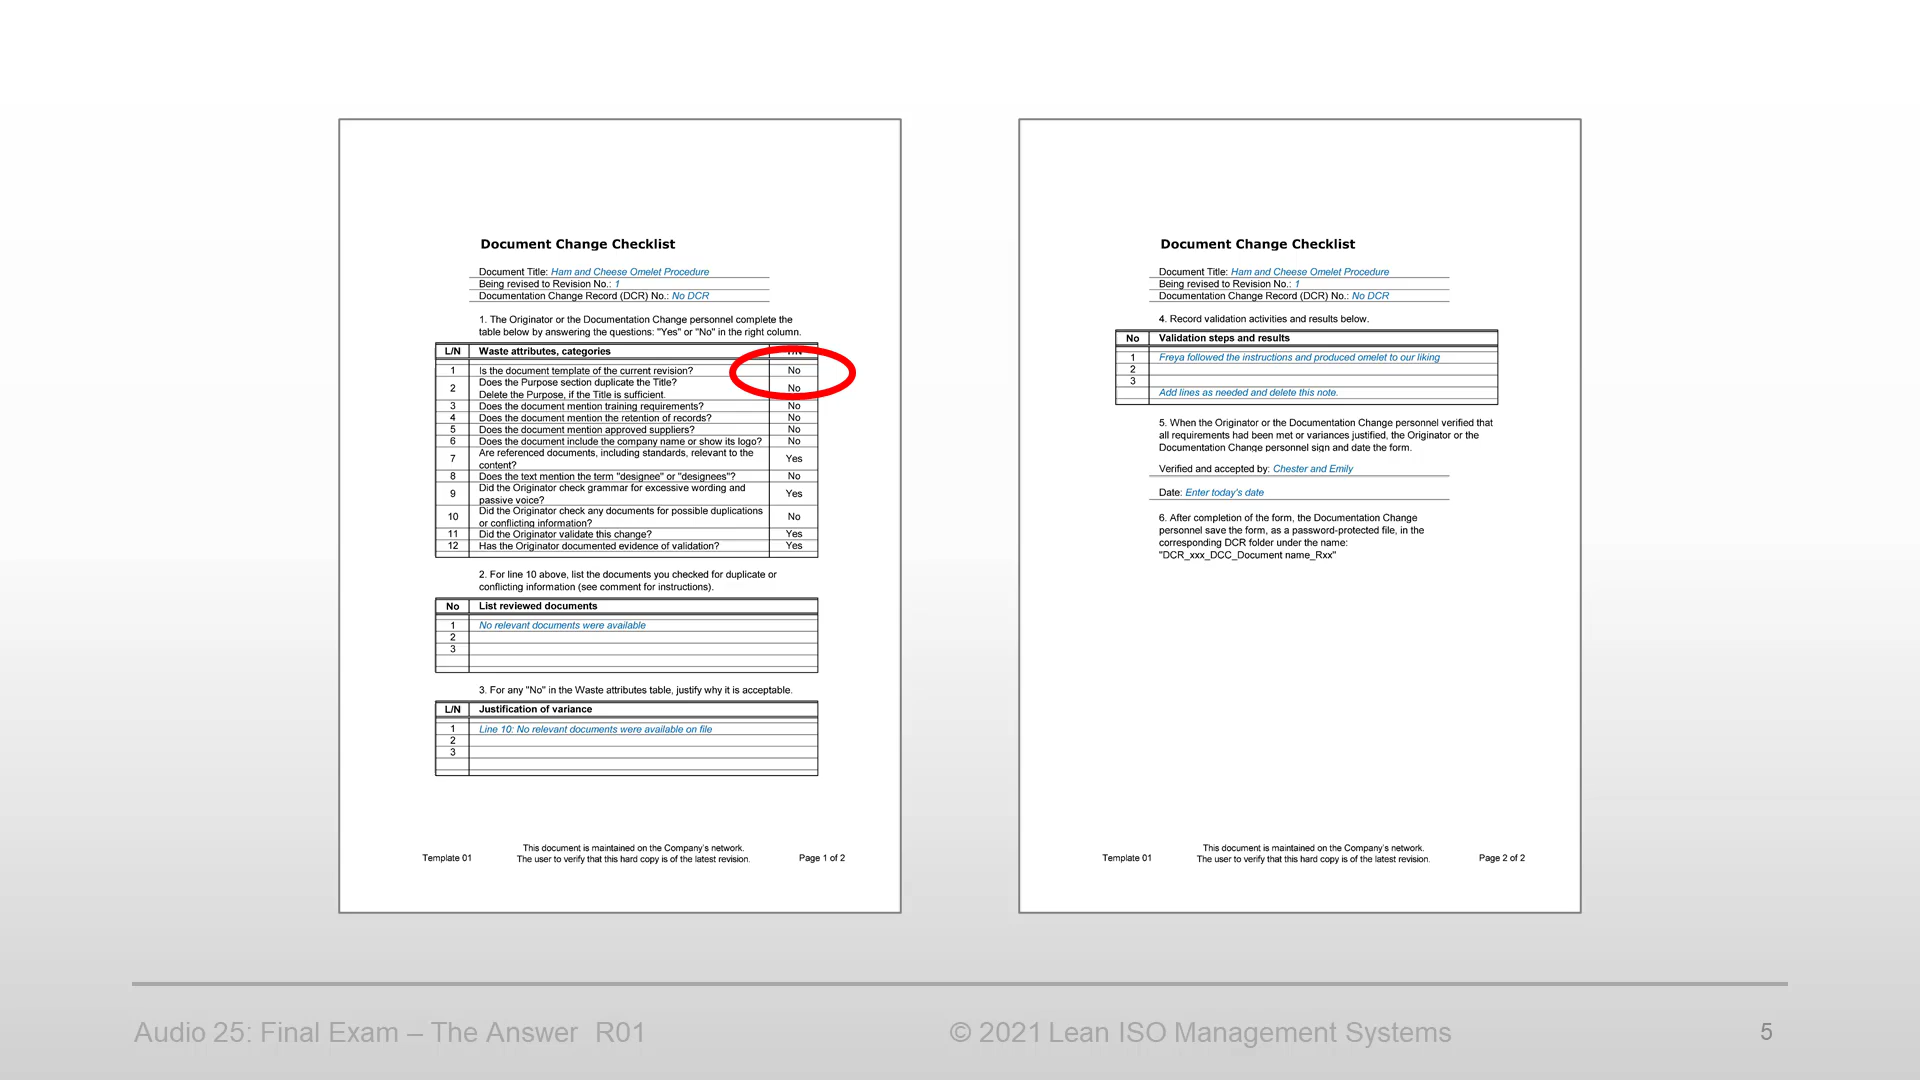 Document Change Checklist
Document Title: Ham and Cheese Omelet Procedure
Being revised to Revision No.: 1
Documentation Change Record (DCR) No.: No DCR
1. The Originator or the Documentation Change personnel complete the
table below by answering the questions: "Yes" or "No" in the right column.
L/N Waste attributes, categories Y/N
1 Is the document template of the current revision? No
2 Does the Purpose section duplicate the Title?
Delete the Purpose, if the Title is sufficient. No
3 Does the document mention training requirements? No
4 Does the document mention the retention of records? No
5 Does the document mention approved suppliers? No
6 Does the document include the company name or show its logo? No
7 Are referenced documents, including standards, relevant to the
content? Yes
8 Does the text mention the term "designee" or "designees"? No
9 Did the Originator check grammar for excessive wording and
passive voice? Yes
10 Did the Originator check any documents for possible duplications
or conflicting information? No
11 Did the Originator validate this change? Yes
12 Has the Originator documented evidence of validation? Yes
2. For line 10 above, list the documents you checked for duplicate or
conflicting information (see comment for instructions).
No List reviewed documents
1 No relevant documents were available
2
3
3. For any "No" in the Waste attributes table, justify why it is acceptable.
L/N Justification of variance
1 Line 10: No relevant documents were available on file
2
3
This document is maintained on the Company's network.
Template 01 The user to verify that this hard copy is of the latest revision. Page 1 of 2
Document Change Checklist
Document Title: Ham and Cheese Omelet Procedure
Being revised to Revision No.: 1
Documentation Change Record (DCR) No.: No DCR
4. Record validation activities and results below.
No Validation steps and results
1 Freya followed the instructions and produced omelet to our liking
2
3
Add lines as needed and delete this note.
5. When the Originator or the Documentation Change personnel verified that
all requirements had been met or variances justified, the Originator or the
Documentation Change personnel sign and date the form.
Verified and accepted by: Chester and Emily
Date: Enter today's date
6. After completion of the form, the Documentation Change
personnel save the form, as a password-protected file, in the
corresponding DCR folder under the name:
"DCR_xxx_DCC_Document name_Rxx"
This document is maintained on the Company's network.
Template 01 The user to verify that this hard copy is of the latest revision. Page 2 of 2
Audio 25: Final Exam – The Answer R01 © 2021 Lean ISO Management Systems 5